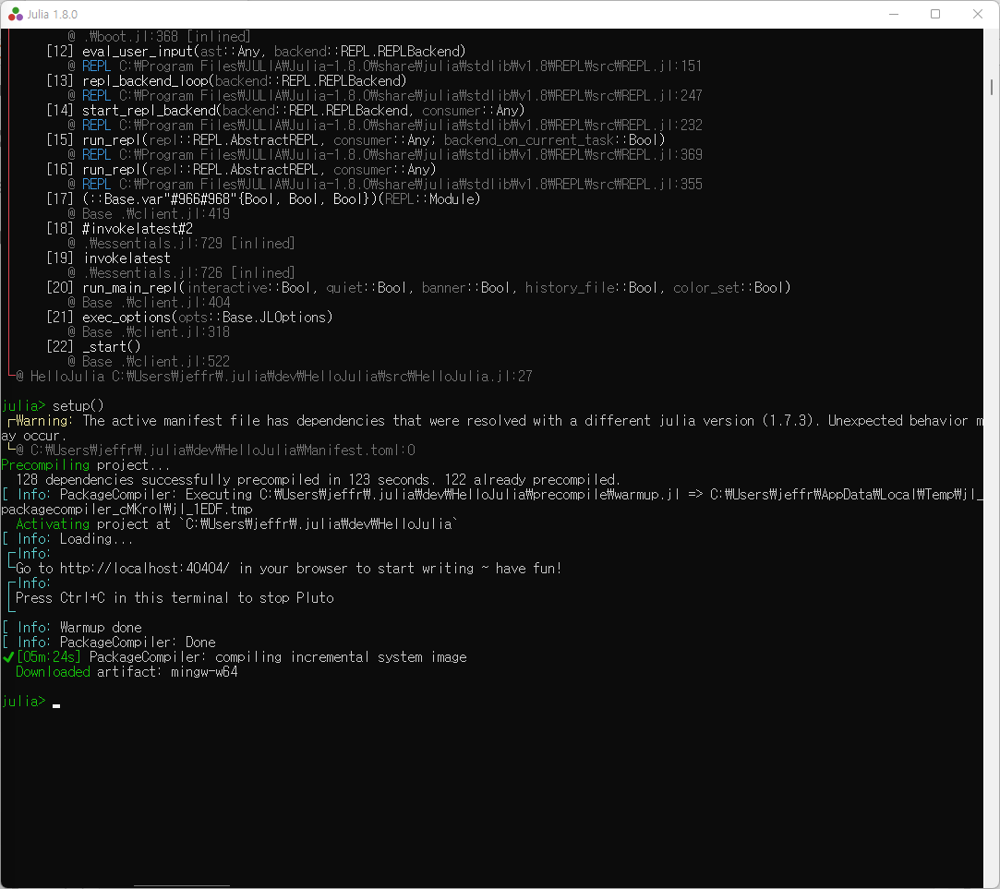 Julia 1.8.0
@ .₩boot.jl:368 [inlined]
[12] eval_user_input(ast::Any, backend::REPL.REPLBackend)
@ REPL C:₩Program Files₩JULIA₩Julia-1.8.0₩share₩julia₩stdlib₩v1.8₩REPL₩src₩REPL.jl:151
[13] repl_backend_loop(backend::REPL.REPLBackend)
@ REPL C:₩Program Files₩JULIA₩Julia-1.8.0₩share₩julia₩stdlib₩v1.8₩REPL₩src₩REPL.jl:247
[14] start_repl_backend(backend::REPL.REPLBackend, consumer::Any)
@ REPL C:₩Program Files₩JULIA₩Julia-1.8.0₩share₩julia₩stdlib₩v1.8₩REPL₩src₩REPL.jl:232
[15] run_repl(repl::REPL.AbstractREPL, consumer::Any; backend_on_current_task::Bool)
@ REPL C:₩Program Files₩JULIA₩Julia-1.8.0₩share₩julia₩stdlib₩v1.8₩REPL₩src₩REPL.jl:369
[16] run_repl(repl::REPL.AbstractREPL, consumer::Any)
@ REPL C:₩Program Files₩JULIA₩Julia-1.8.0₩share₩julia₩stdlib₩v1.8₩REPL₩src₩REPL.jl:355
[17] (::Base.var"#966#968"{Bool, Bool, Bool})(REPL::Module)
@ Base .₩client.jl:419
[18] #invokelatest#2
@ .₩essentials.jl:729 [inlined]
[19] invokelatest
@ .₩essentials.jl:726 [inlined]
[20] run_main_repl(interactive::Bool, quiet::Bool, banner::Bool, history_file::Bool, color_set::Bool)
@ Base .₩client.jl:404
[21] exec_options(opts::Base.JLOptions)
@ Base .₩client.jl:318
[22] _start()
@ Base .₩client.jl:522
└@ HelloJulia C:₩Users₩jeffr₩.julia₩dev₩HelloJulia₩src₩HelloJulia.jl:27
julia> setup()
┌Warning: The active manifest file has dependencies that were resolved with a different julia version (1.7.3). Unexpected behavior m
ay occur.
└@ C:₩Users₩jeffr₩.julia₩dev₩HelloJulia₩Manifest.toml:0
Precompiling project...
128 dependencies successfully precompiled in 123 seconds. 122 already precompiled.
[ Info: PackageCompiler: Executing C:₩Users₩jeffr₩.julia₩dev₩HelloJulia₩precompile₩warmup.jl => C:₩Users₩jeffr₩AppData₩Local₩Temp₩jl_
packagecompiler_cMKrol₩jl_1EDF.tmp
Activating project at `C:₩Users₩jeffr₩.julia₩dev₩HelloJulia`
[ Info: Loading...
┌Info:
└Go to http://localhost:40404/ in your browser to start writing ~ have fun!
┌Info:
│Press Ctrl+C in this terminal to stop Pluto
└
[ Info: Warmup done
[ Info: PackageCompiler: Done
✔[05m:24s] PackageCompiler: compiling incremental system image
Downloaded artifact: mingw-w64
julia>